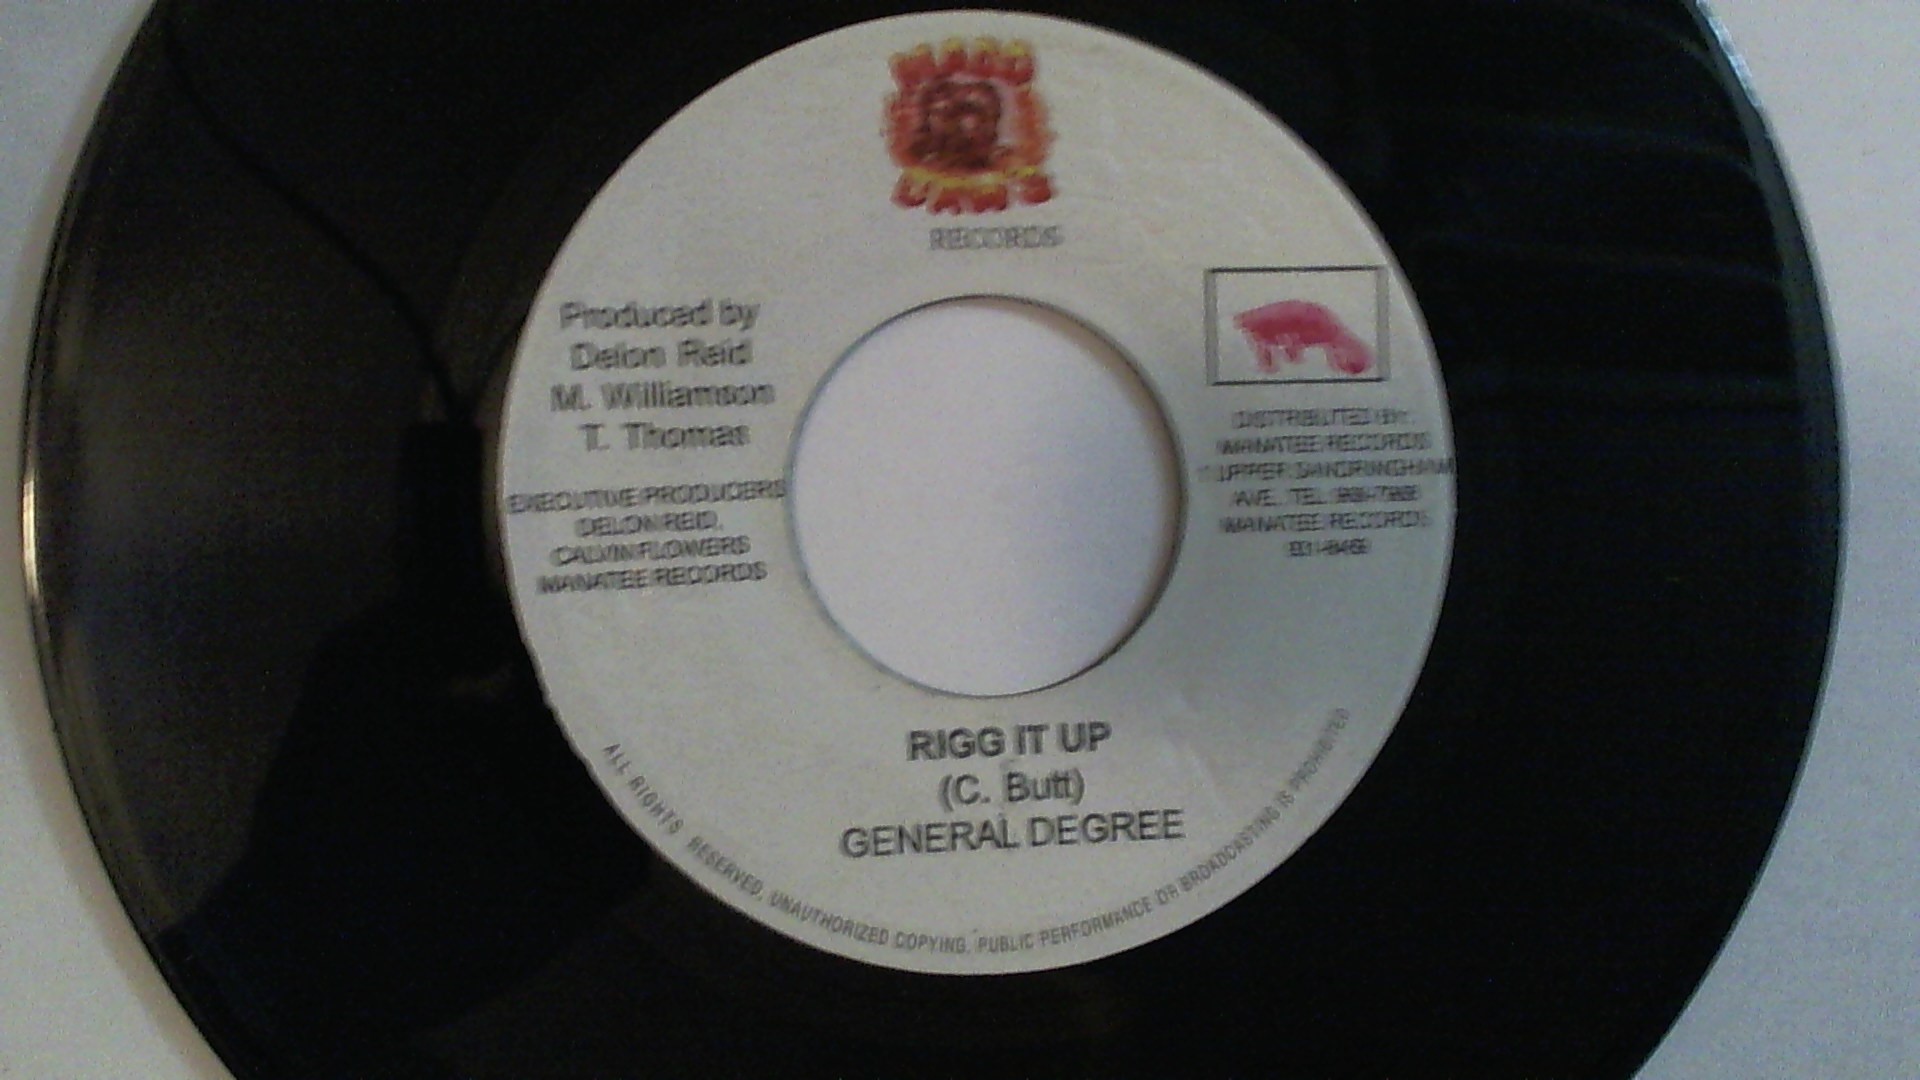 RECORDS
Produced by
Delon Reid
M. Williamson
T. Thomas
EXECUTIVE PRODUCERS
DELON REID,
CALVIN FLOWERS
MANATEE RECORDS
DISTRIBUTED BY:
MANATEE RECORDS
UPPER SANDRINGHAM
AVE. TEL:
MANATEE RECORDS
RIGG IT UP
(C. Butt)
GENERAL DEGREE
ALL RIGHTS RESERVED, UNAUTHORIZED COPYING, PUBLIC PERFORMANCE OR BROADCASTING IS PROHIBITED